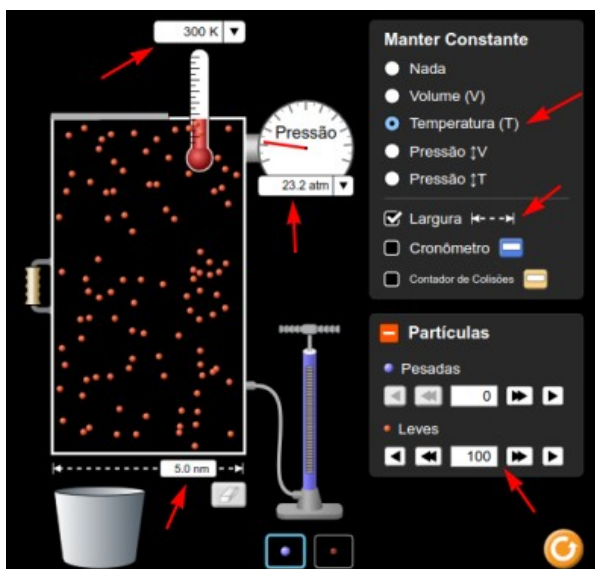 300 K
Pressão
23.2 atm
5.0 nm
Manter Constante
Nada
Volume (V)
Temperatura (T)
Pressão ↕V
Pressão ↕T
Largura
Cronômetro
Contador de Colisões
Partículas
Pesadas
0
Leves
100